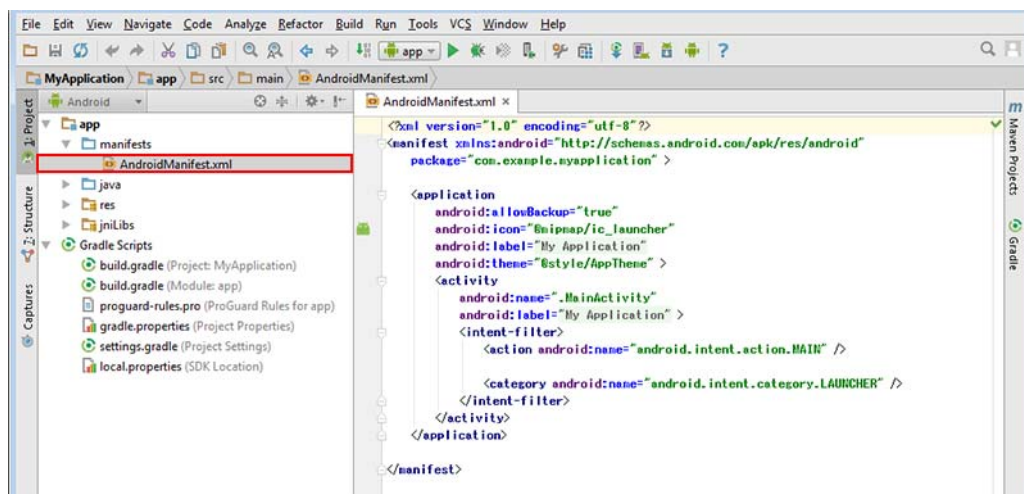 File Edit View Navigate Code Analyze Refactor Build Run Tools VCS Window Help
app
MyApplication app src main AndroidManifest.xml
1: Project
7: Structure
Captures
Android
app
manifests
AndroidManifest.xml
java
res
jniLibs
Gradle Scripts
build.gradle (Project: MyApplication)
build.gradle (Module: app)
proguard-rules.pro (ProGuard Rules for app)
gradle.properties (Project Properties)
settings.gradle (Project Settings)
local.properties (SDK Location)
AndroidManifest.xml ×
<?xml version="1.0" encoding="utf-8"?>
<manifest xmlns:android="http://schemas.android.com/apk/res/android"
package="com.example.myapplication" >
<application
android:allowBackup="true"
android:icon="@mipmap/ic_launcher"
android:label="My Application"
android:theme="@style/AppTheme" >
<activity
android:name=".MainActivity"
android:label="My Application" >
<intent-filter>
<action android:name="android.intent.action.MAIN" />
<category android:name="android.intent.category.LAUNCHER" />
</intent-filter>
</activity>
</application>
</manifest>
m
Maven Projects
Gradle